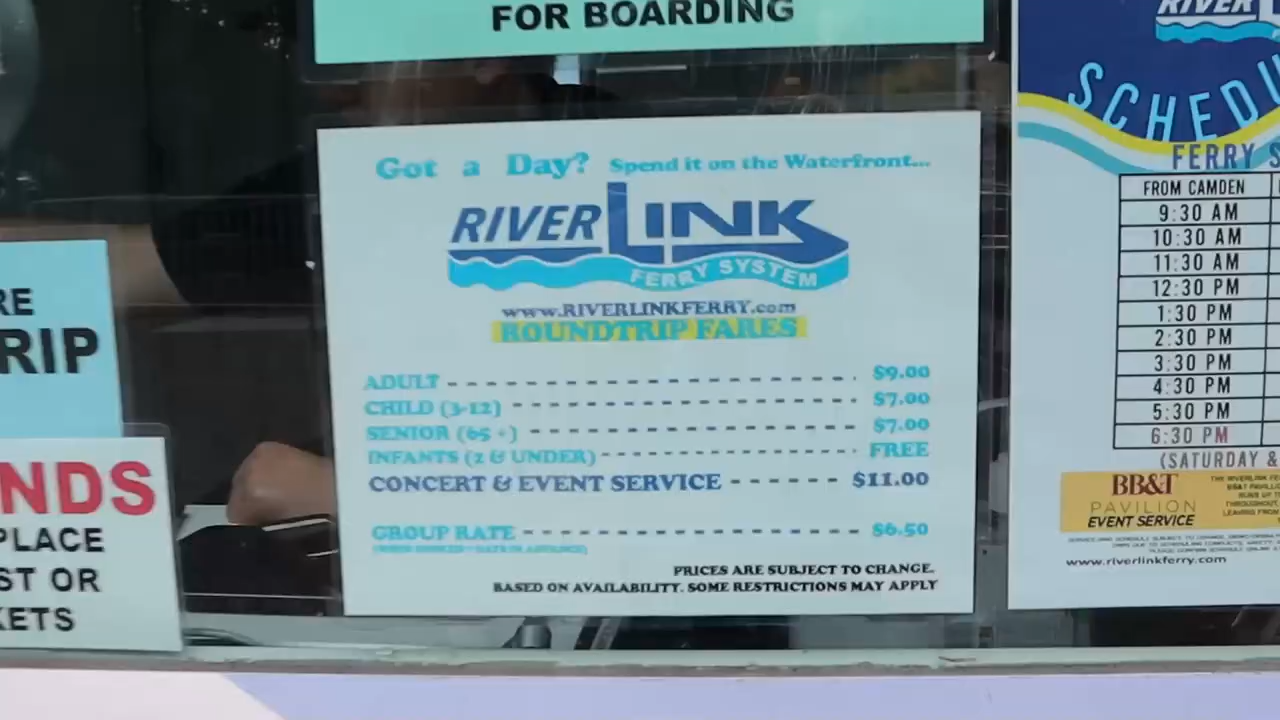 FOR BOARDING
Got a Day? Spend it on the Waterfront...
RIVERLINK
FERRY SYSTEM
www.RIVERLINKFERRY.com
ROUNDTRIP FARES
ADULT - - - - - - - - - - - - - - - - - - - - - - $9.00
CHILD (3-12) - - - - - - - - - - - - - - - - - - $7.00
SENIOR (65 +) - - - - - - - - - - - - - - - - - - $7.00
INFANTS (2 & UNDER) - - - - - - - - - - - - - - FREE
CONCERT & EVENT SERVICE - - - - - - $11.00
GROUP RATE - - - - - - - - - - - - - - - - - - $6.50
PRICES ARE SUBJECT TO CHANGE.
BASED ON AVAILABILITY. SOME RESTRICTIONS MAY APPLY
RE
RIP
NDS
PLACE
ST OR
KETS
RIVER
SCHEDU
FERRY S
FROM CAMDEN
9:30 AM
10:30 AM
11:30 AM
12:30 PM
1:30 PM
2:30 PM
3:30 PM
4:30 PM
5:30 PM
6:30 PM
(SATURDAY &
BB&T
PAVILION
EVENT SERVICE
www.riverlinkferry.com